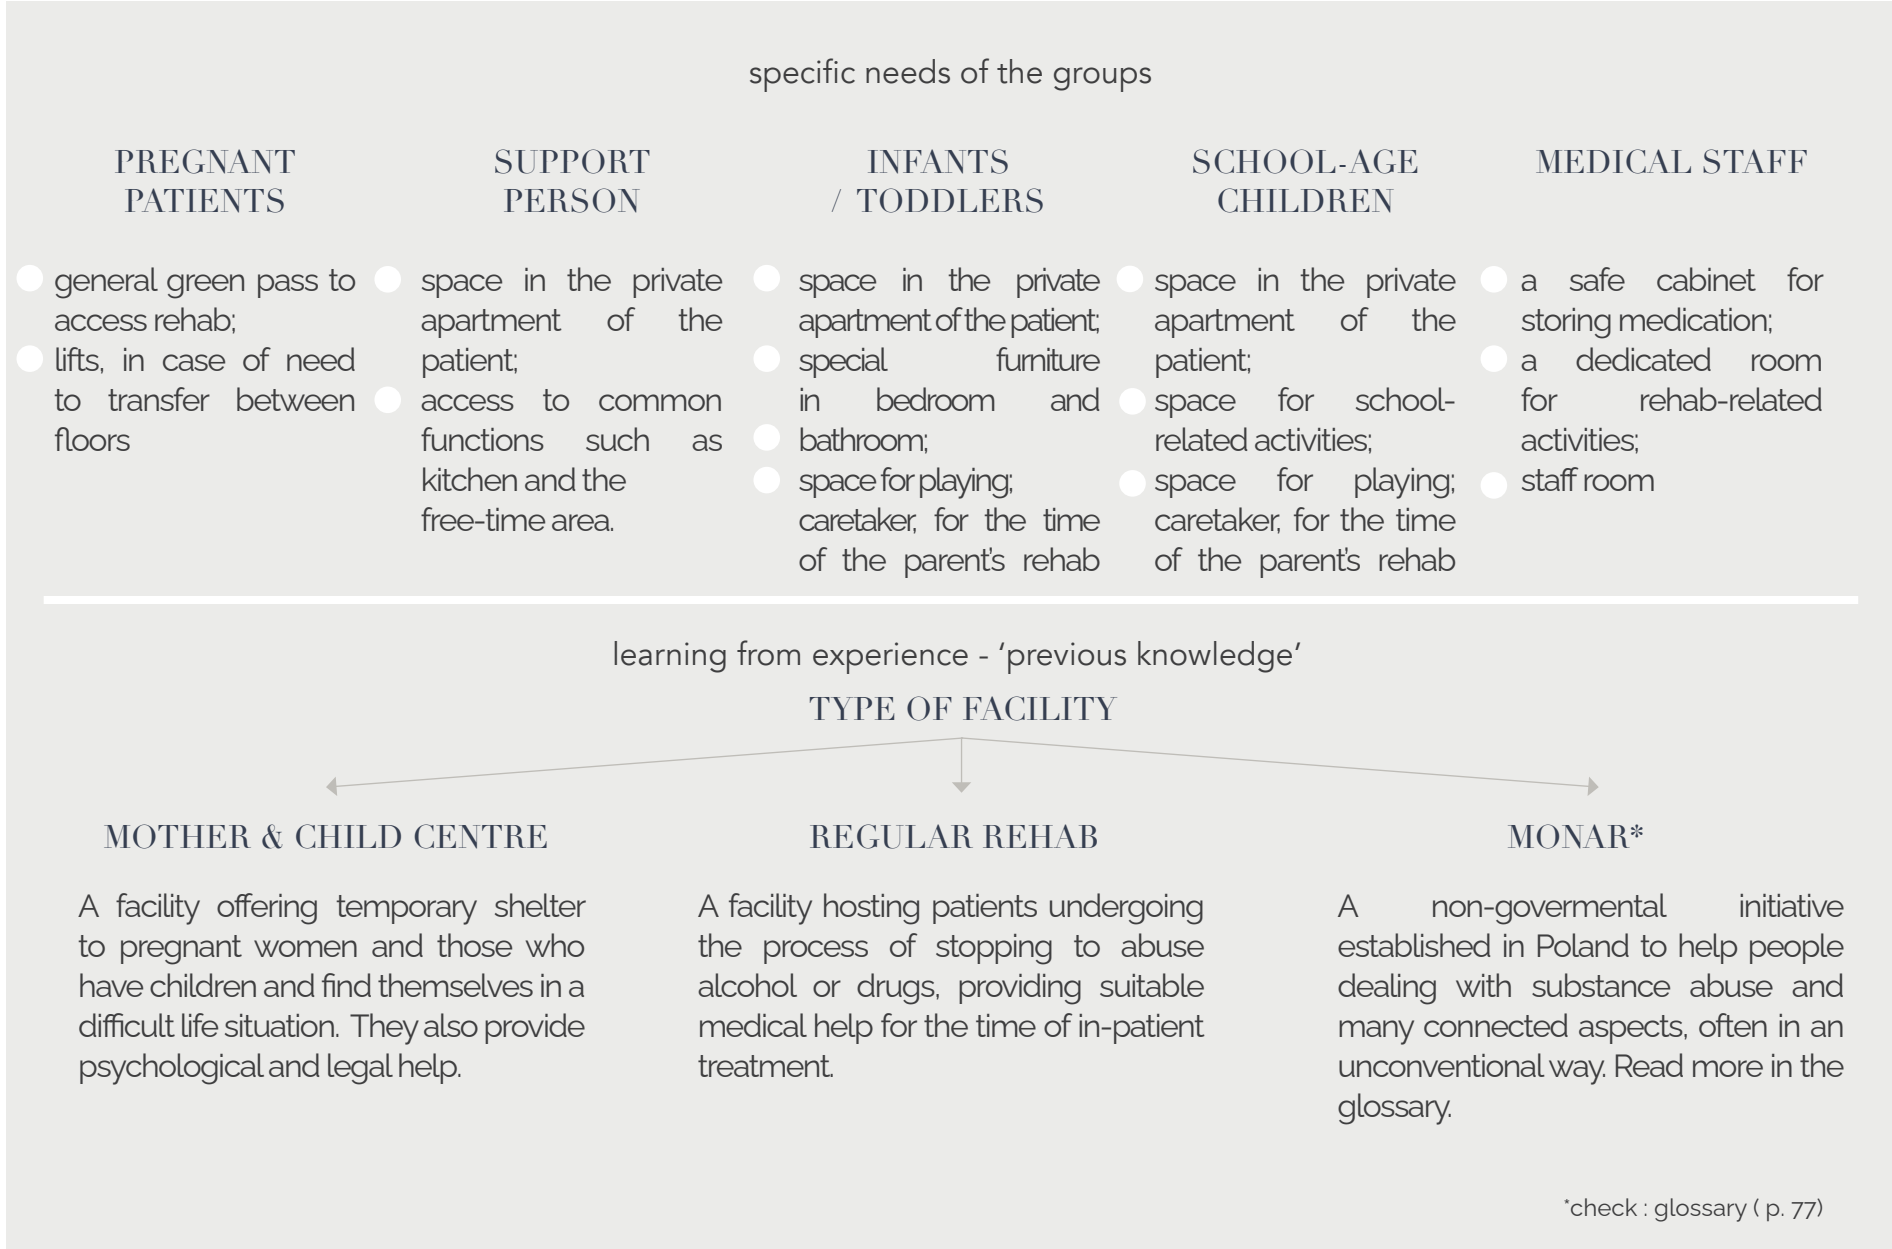 specific needs of the groups
PREGNANT
PATIENTS
general green pass to
access rehab;
lifts, in case of need
to transfer between
floors
SUPPORT
PERSON
space in the private
apartment of the
patient;
access to common
functions such as
kitchen and the
free-time area.
INFANTS
/ TODDLERS
space in the private
apartment of the patient;
special furniture
in bedroom and
bathroom;
space for playing;
caretaker, for the time
of the parent's rehab
SCHOOL-AGE
CHILDREN
space in the private
apartment of the
patient;
space for school-
related activities;
space for playing;
caretaker, for the time
of the parent's rehab
MEDICAL STAFF
a safe cabinet for
storing medication;
a dedicated room
for rehab-related
activities;
staff room
learning from experience - ‘previous knowledge’
TYPE OF FACILITY
MOTHER & CHILD CENTRE
A facility offering temporary shelter
to pregnant women and those who
have children and find themselves in a
difficult life situation. They also provide
psychological and legal help.
REGULAR REHAB
A facility hosting patients undergoing
the process of stopping to abuse
alcohol or drugs, providing suitable
medical help for the time of in-patient
treatment.
MONAR*
A non-govermental initiative
established in Poland to help people
dealing with substance abuse and
many connected aspects, often in an
unconventional way. Read more in the
glossary.
*check : glossary ( p. 77)